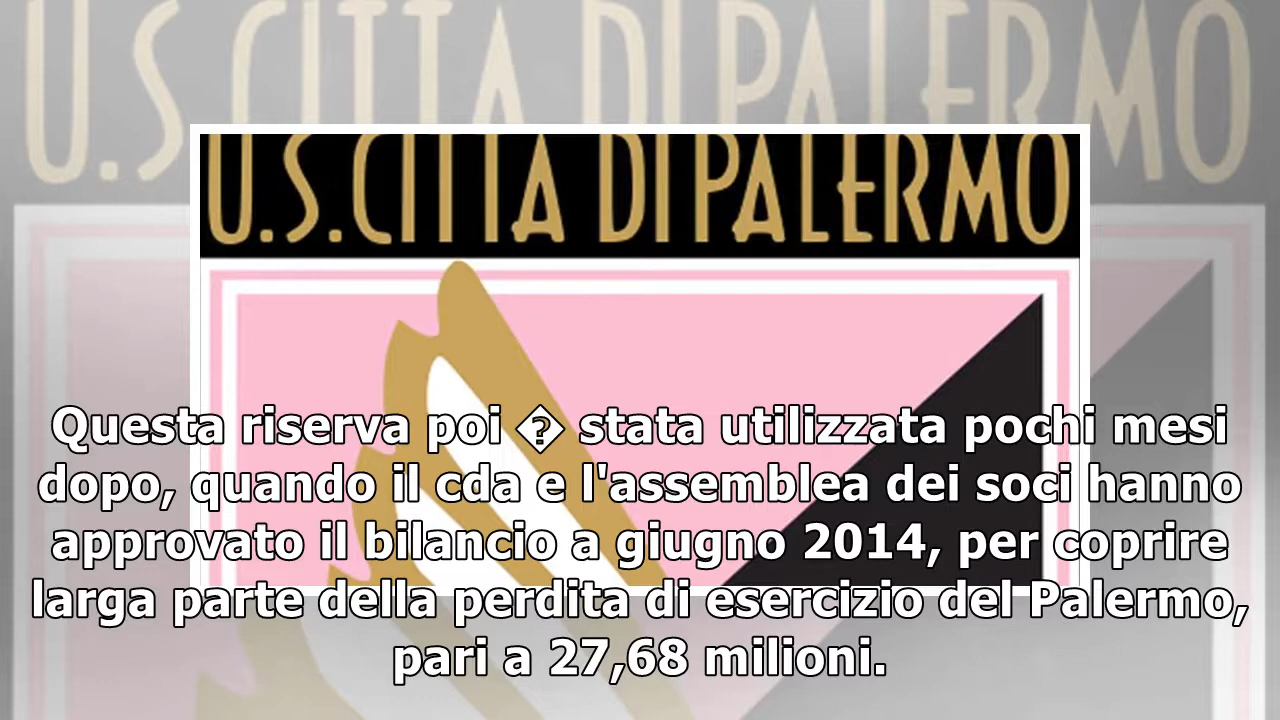 U.S.CITTA DI PALERMO
U.S.CITTA DI PALERMO
Questa riserva poi � stata utilizzata pochi mesi
dopo, quando il cda e l'assemblea dei soci hanno
approvato il bilancio a giugno 2014, per coprire
larga parte della perdita di esercizio del Palermo,
pari a 27,68 milioni.